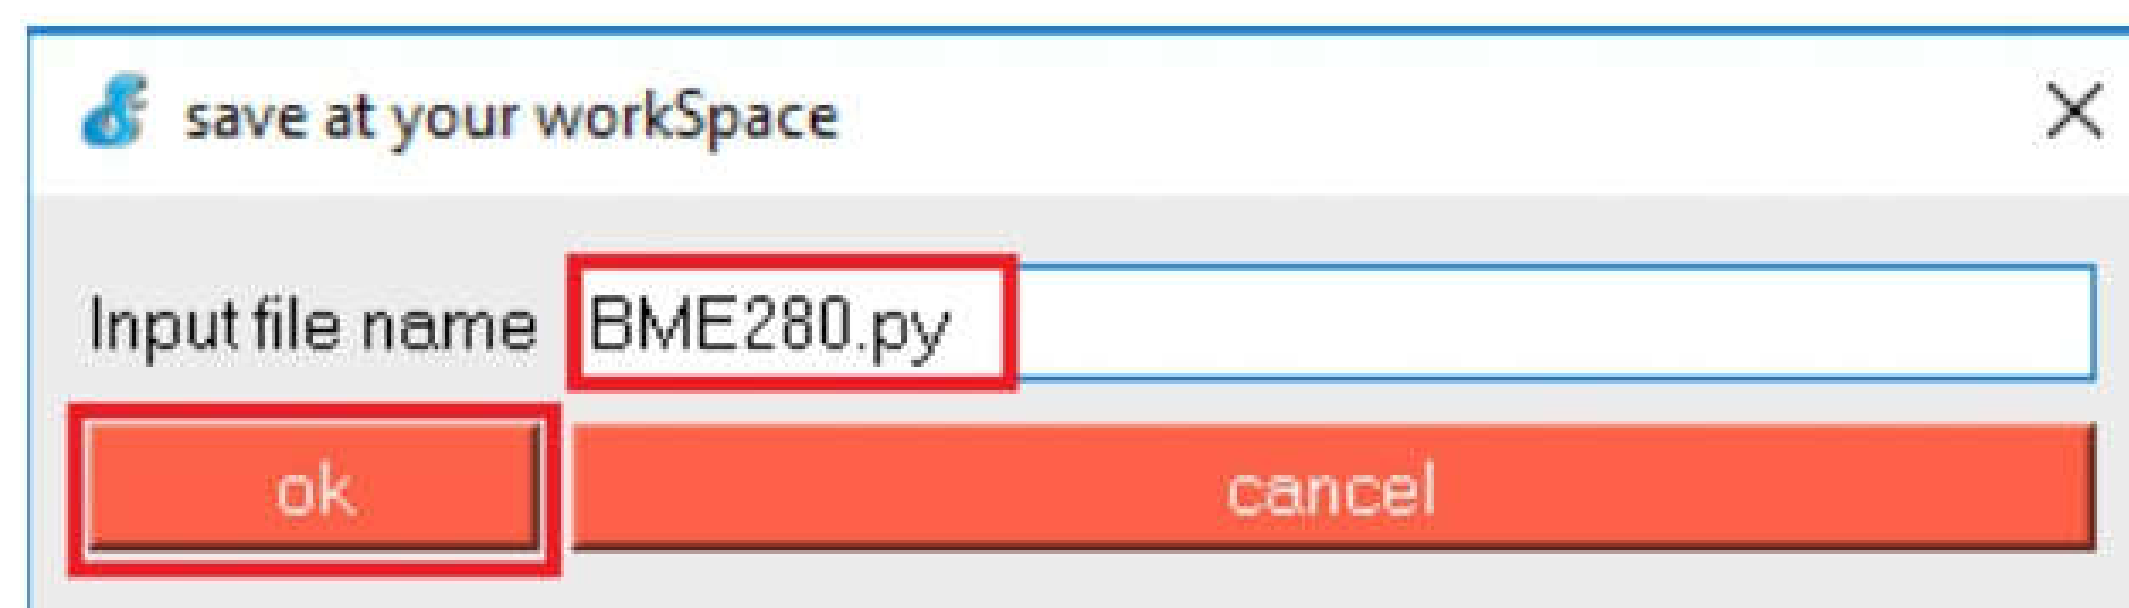 save at your workSpace
Input file name BME280.py
ok cancel